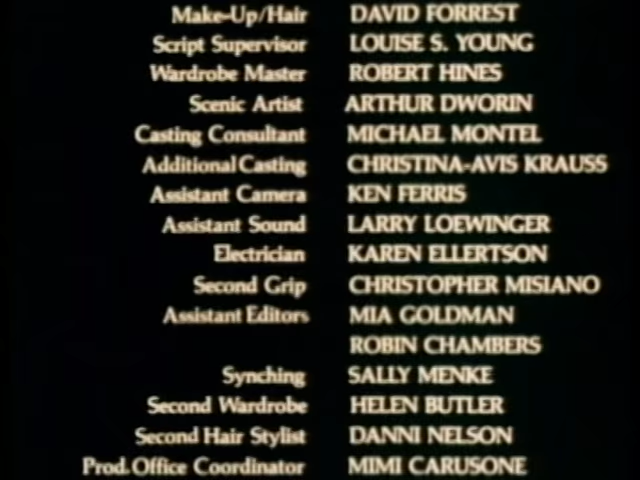 Make-Up/Hair DAVID FORREST
Script Supervisor LOUISE S. YOUNG
Wardrobe Master ROBERT HINES
Scenic Artist ARTHUR DWORIN
Casting Consultant MICHAEL MONTEL
Additional Casting CHRISTINA-AVIS KRAUSS
Assistant Camera KEN FERRIS
Assistant Sound LARRY LOEWINGER
Electrician KAREN ELLERTSON
Second Grip CHRISTOPHER MISIANO
Assistant Editors MIA GOLDMAN
ROBIN CHAMBERS
Synching SALLY MENKE
Second Wardrobe HELEN BUTLER
Second Hair Stylist DANNI NELSON
Prod. Office Coordinator MIMI CARUSONE